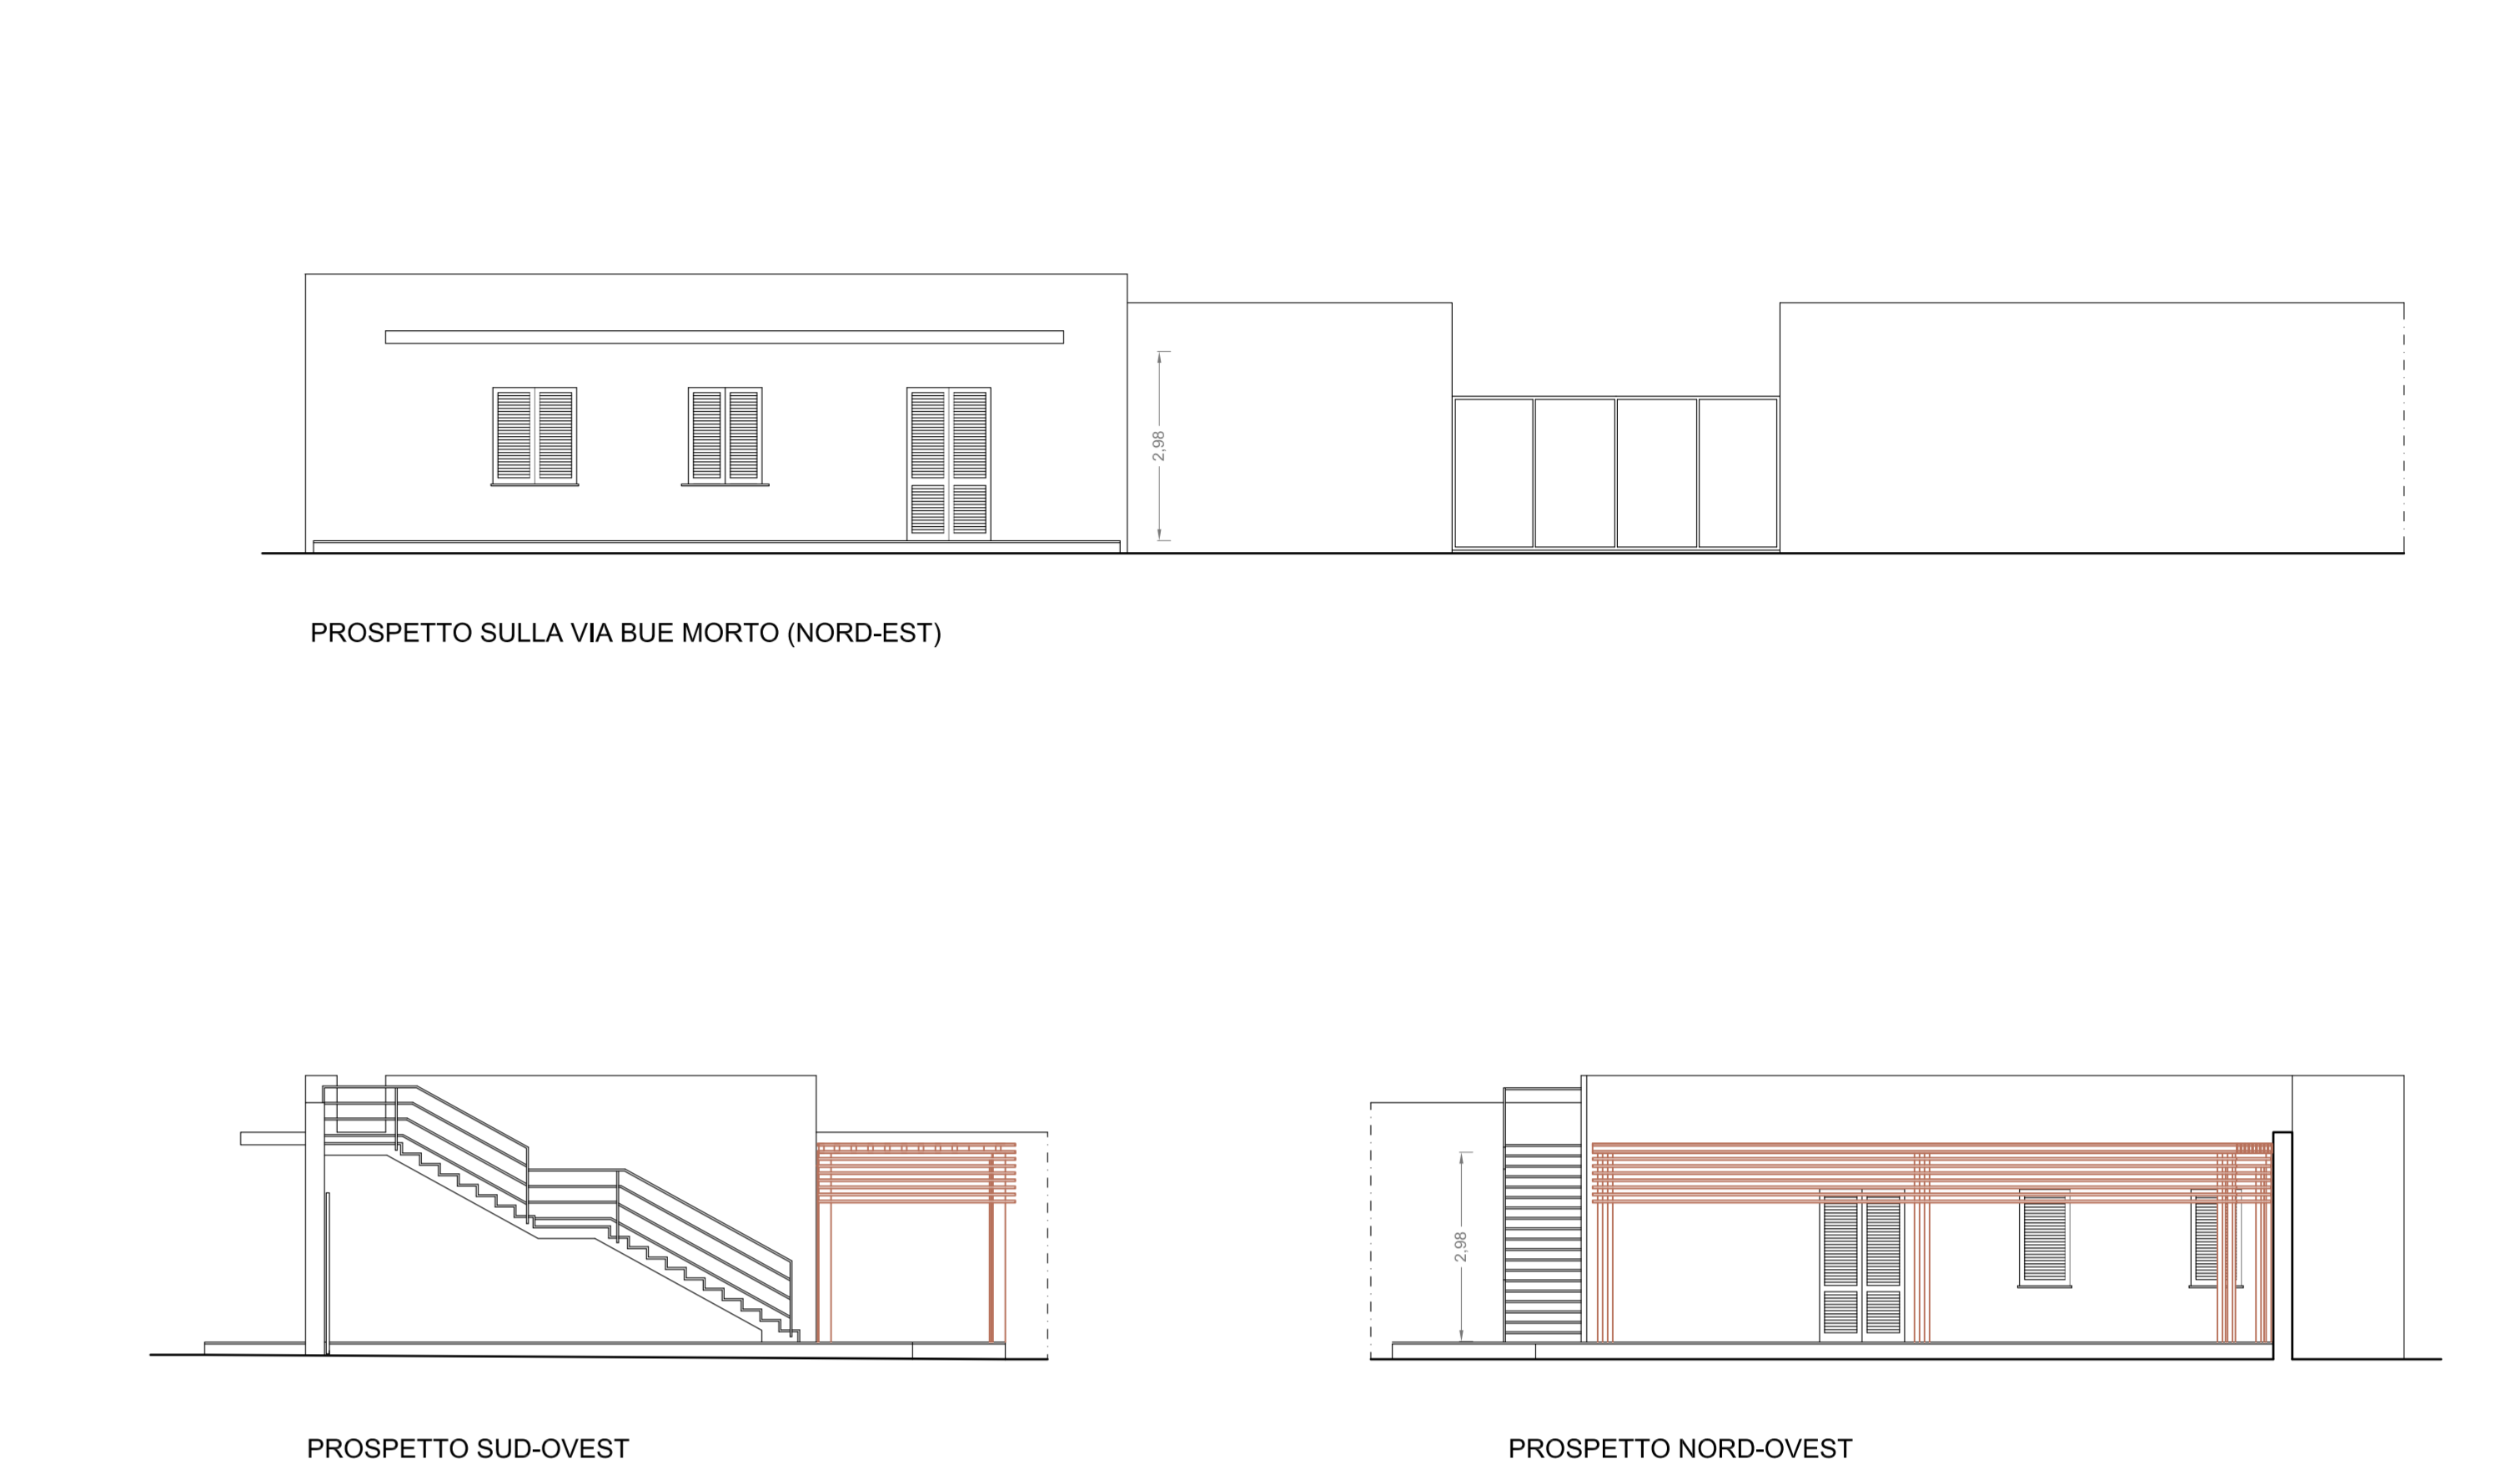 2,98
PROSPETTO SULLA VIA BUE MORTO (NORD-EST)
2,98
PROSPETTO SUD-OVEST
PROSPETTO NORD-OVEST